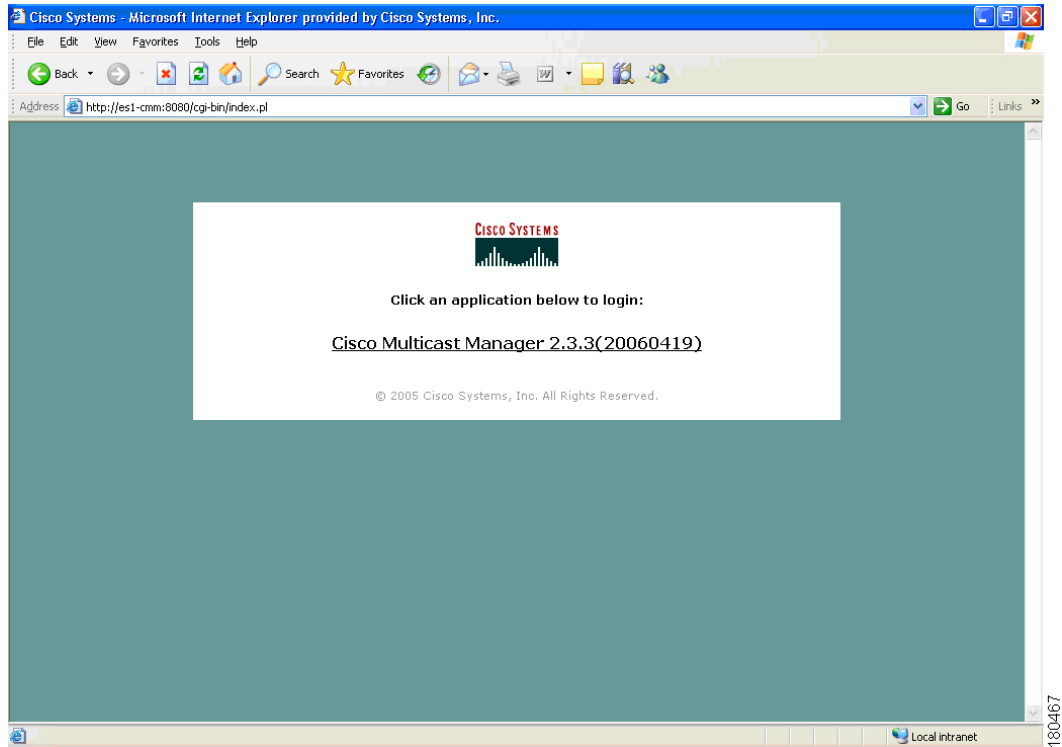 Cisco Systems - Microsoft Internet Explorer provided by Cisco Systems, Inc.
File Edit View Favorites Tools Help
Back Search Favorites W
Address http://es1-cmm:8080/cgi-bin/index.pl Go Links »
CISCO SYSTEMS
Click an application below to login:
Cisco Multicast Manager 2.3.3(20060419)
© 2005 Cisco Systems, Inc. All Rights Reserved.
Local intranet
180467